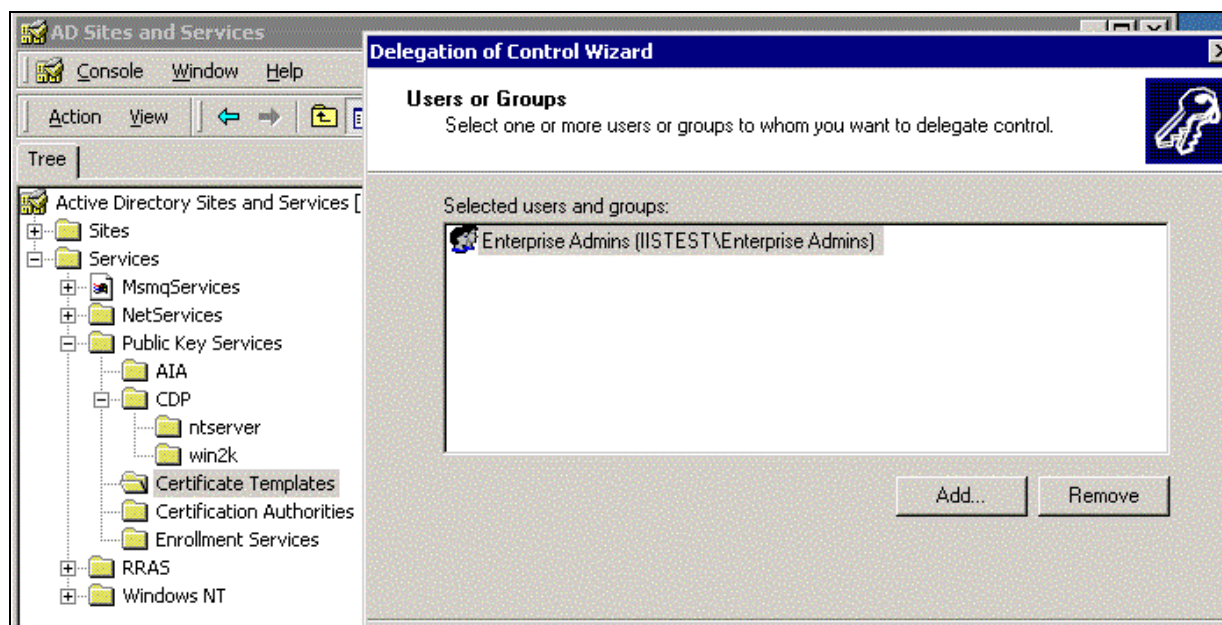 AD Sites and Services
Console Window Help
Action View
Tree
Active Directory Sites and Services [
Sites
Services
MsmqServices
NetServices
Public Key Services
AIA
CDP
ntserver
win2k
Certificate Templates
Certification Authorities
Enrollment Services
RRAS
Windows NT
Delegation of Control Wizard
Users or Groups
Select one or more users or groups to whom you want to delegate control.
Selected users and groups:
Enterprise Admins (IISTEST\Enterprise Admins)
Add... Remove